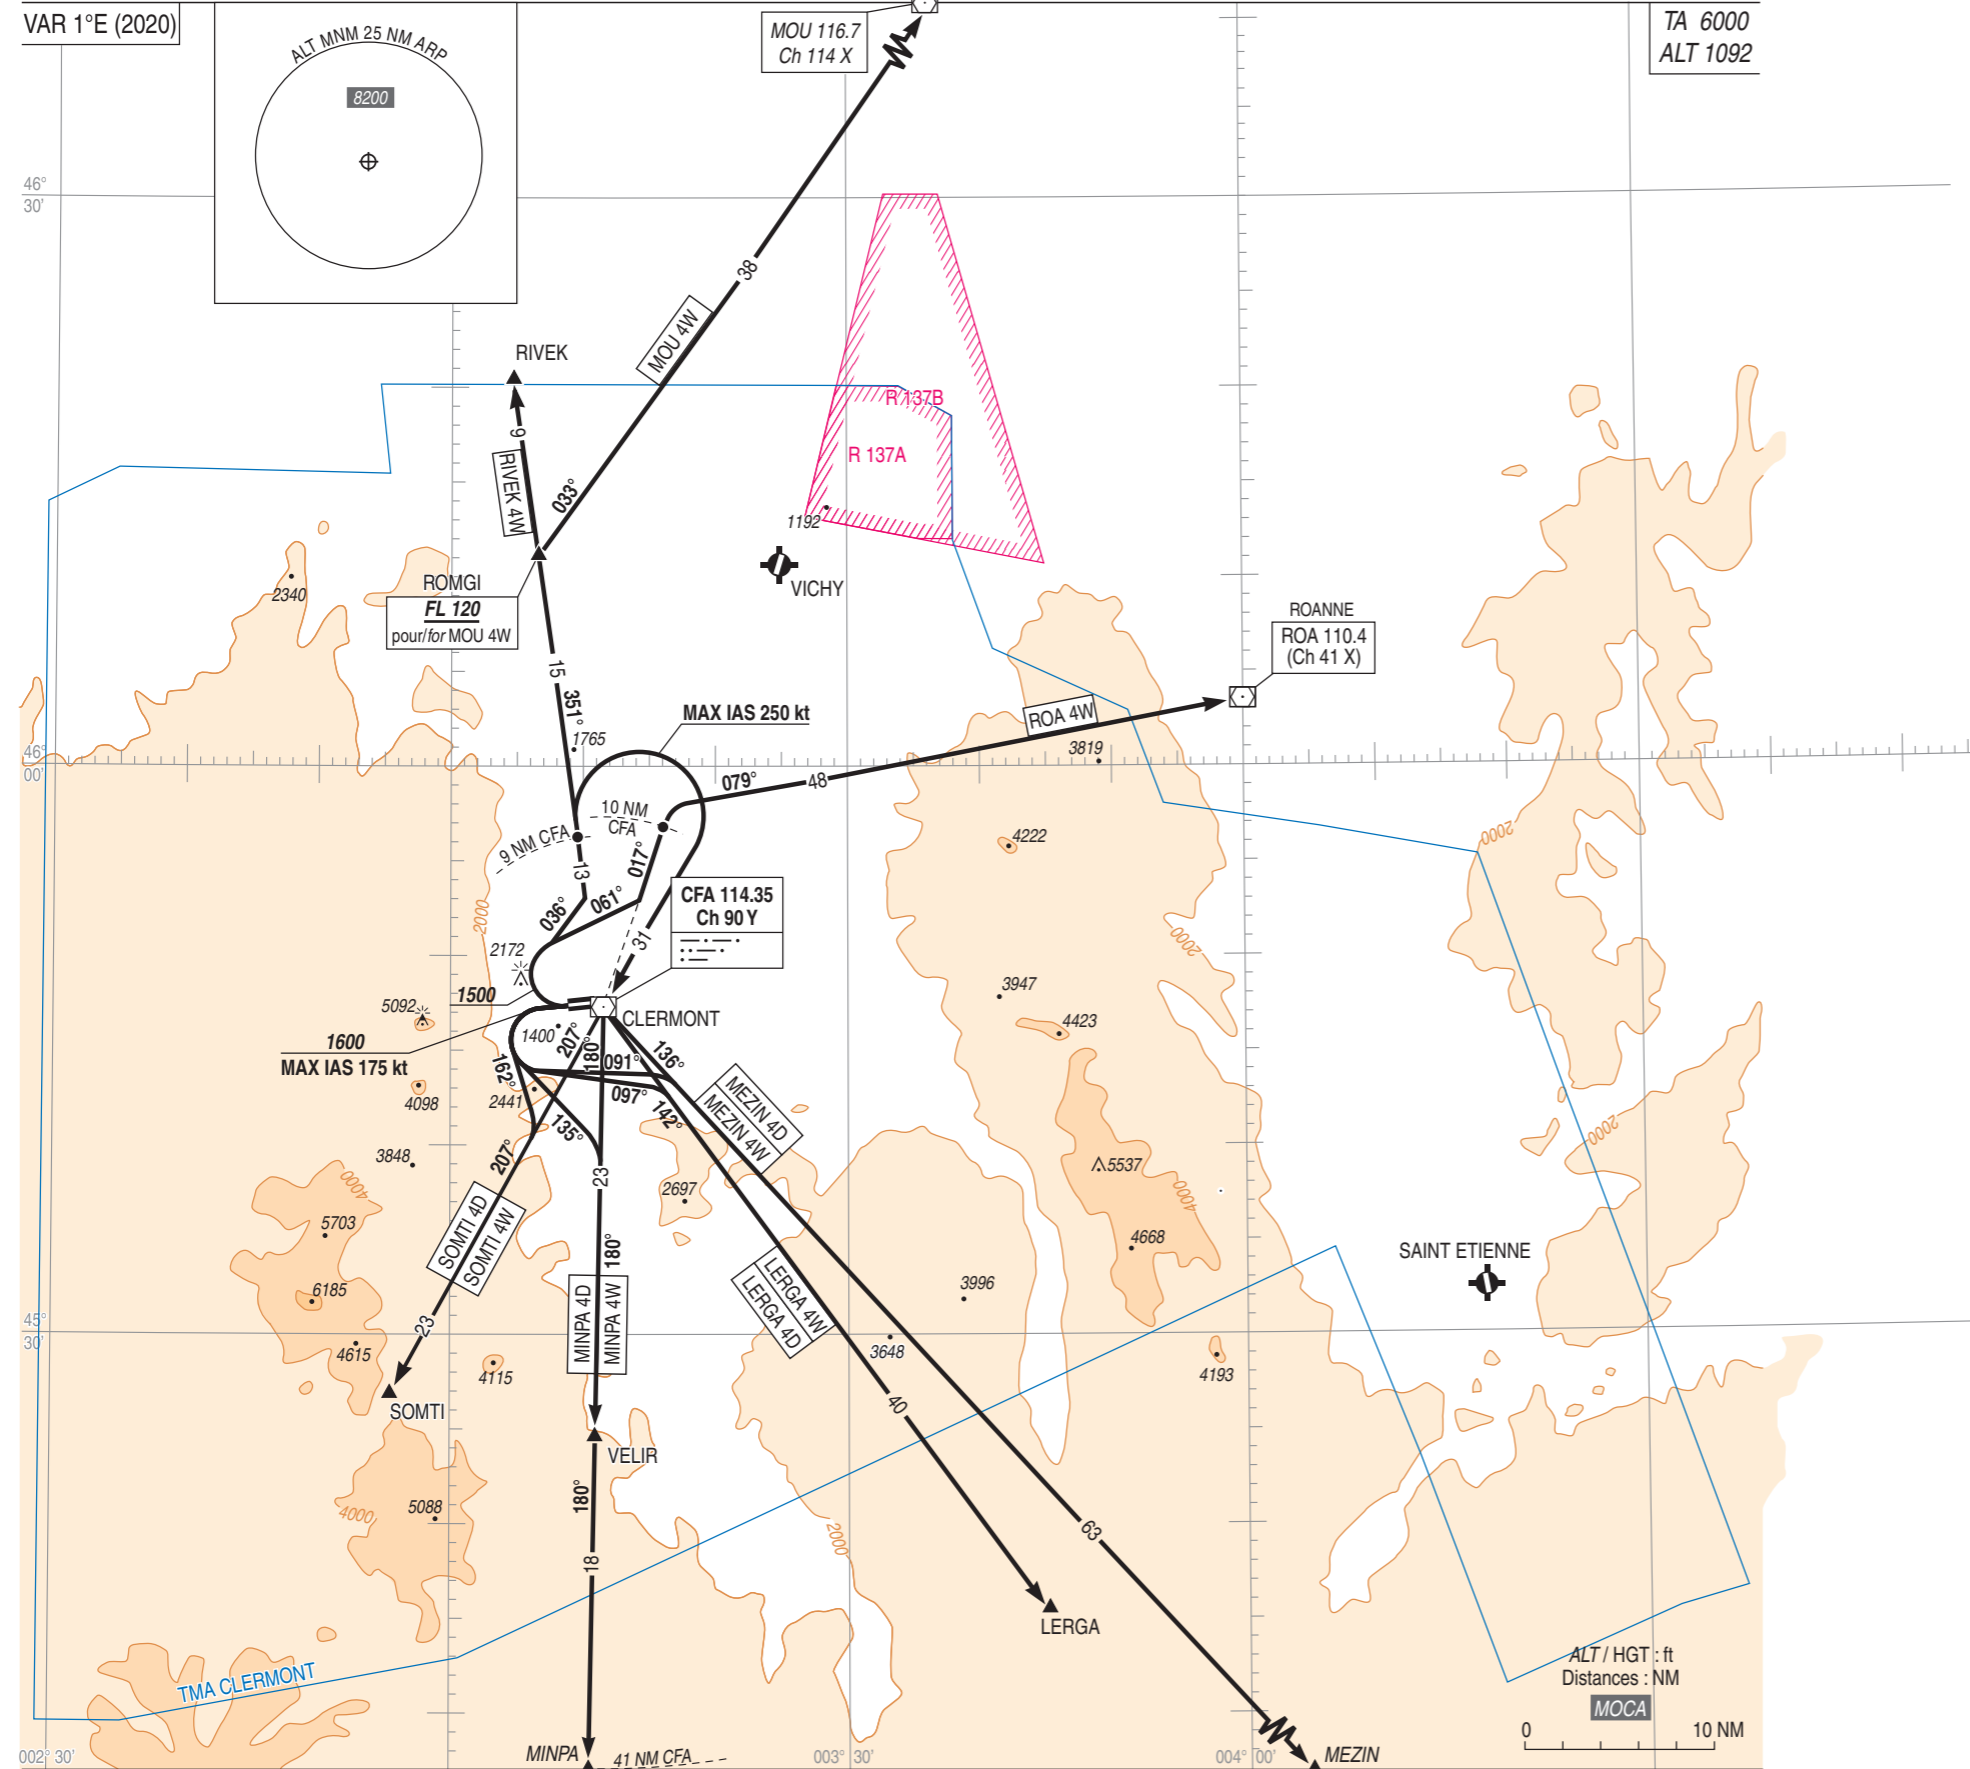 VAR 1°E (2020)
ALT MNM 25 NM ARP
8200
MOU 116.7
Ch 114 X
TA 6000
ALT 1092
46°
30'
38
MOU 4W
RIVEK
9
RIVEK 4W
033°
R 137B
R 137A
1192
VICHY
2340
ROMGI
FL 120
pour/for MOU 4W
ROANNE
ROA 110.4
(Ch 41 X)
15
351°
1765
MAX IAS 250 kt
ROA 4W
3819
46°
00'
079°
48
10 NM
CFA
9 NM CFA
13
017°
4222
2000
036°
061°
CFA 114.35
Ch 90 Y
2000
31
2172
2000
1500
5092
3947
CLERMONT
4423
1400
1600
MAX IAS 175 kt
207°
180°
091°
136°
162°
097°
142°
4098
2441
135°
MEZIN 4D
MEZIN 4W
2000
3848
207°
23
2697
5537
4000
4000
5703
SOMTI 4D
SOMTI 4W
180°
4668
SAINT ETIENNE
6185
MINPA 4D
MINPA 4W
LERGA 4W
LERGA 4D
3996
45°
30'
23
4615
4115
3648
4193
SOMTI
40
VELIR
180°
4000
5088
2000
63
18
LERGA
TMA CLERMONT
ALT / HGT : ft
Distances : NM
MOCA
0
10 NM
002° 30'
MINPA
41 NM CFA
003° 30'
004° 00'
MEZIN